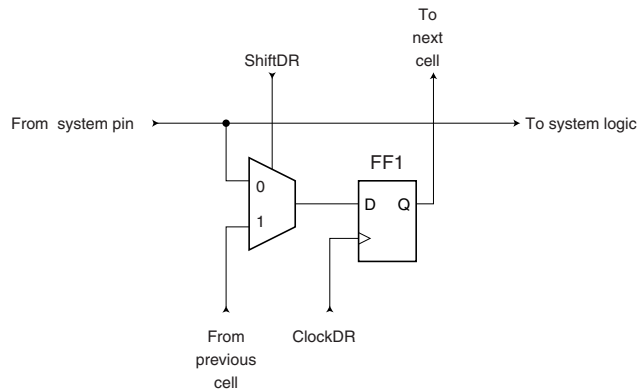 To
next
cell
ShiftDR
From system pin
To system logic
FF1
0
D Q
1
From
previous
cell
ClockDR